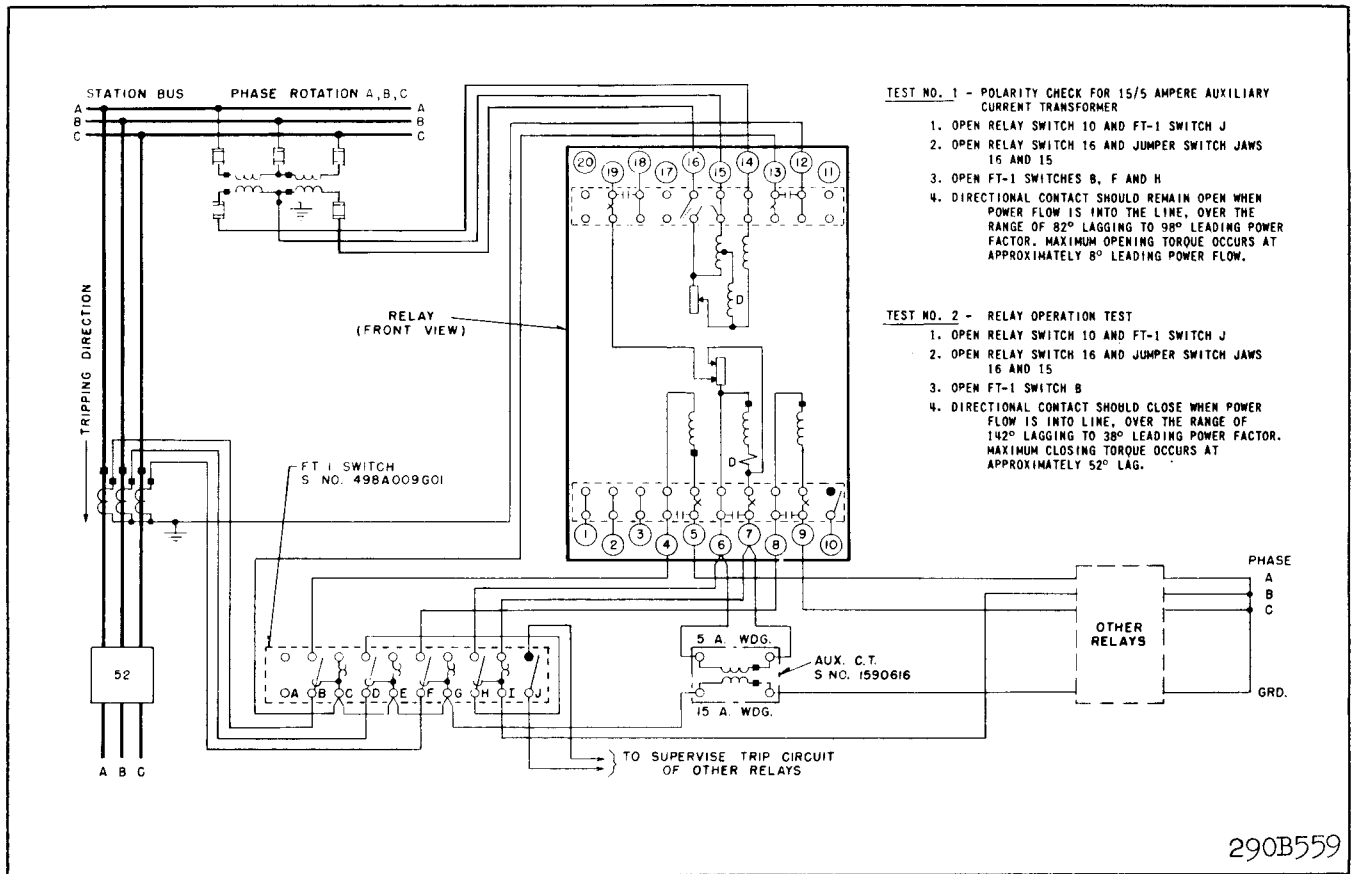 STATION BUS
PHASE ROTATION A,B,C
A
B
C
A
B
C
TRIPPING DIRECTION
RELAY
(FRONT VIEW)
20
19
18
17
16
15
14
13
12
11
D
D
1
2
3
4
5
6
7
8
9
10
FT 1 SWITCH
S NO. 498A009G01
52
A B C
A B C D E F G H I J
5 A. WDG.
15 A. WDG.
AUX. C.T.
S NO. 1590616
TO SUPERVISE TRIP CIRCUIT
OF OTHER RELAYS
OTHER
RELAYS
PHASE
A
B
C
GRD.
TEST NO. 1 - POLARITY CHECK FOR 15/5 AMPERE AUXILIARY
CURRENT TRANSFORMER
1. OPEN RELAY SWITCH 10 AND FT-1 SWITCH J
2. OPEN RELAY SWITCH 16 AND JUMPER SWITCH JAWS
16 AND 15
3. OPEN FT-1 SWITCHES B, F AND H
4. DIRECTIONAL CONTACT SHOULD REMAIN OPEN WHEN
POWER FLOW IS INTO THE LINE, OVER THE
RANGE OF 82° LAGGING TO 98° LEADING POWER
FACTOR. MAXIMUM OPENING TORQUE OCCURS AT
APPROXIMATELY 8° LEADING POWER FLOW.
TEST NO. 2 - RELAY OPERATION TEST
1. OPEN RELAY SWITCH 10 AND FT-1 SWITCH J
2. OPEN RELAY SWITCH 16 AND JUMPER SWITCH JAWS
16 AND 15
3. OPEN FT-1 SWITCH B
4. DIRECTIONAL CONTACT SHOULD CLOSE WHEN POWER
FLOW IS INTO LINE, OVER THE RANGE OF
142° LAGGING TO 38° LEADING POWER FACTOR.
MAXIMUM CLOSING TORQUE OCCURS AT
APPROXIMATELY 52° LAG.
290B559